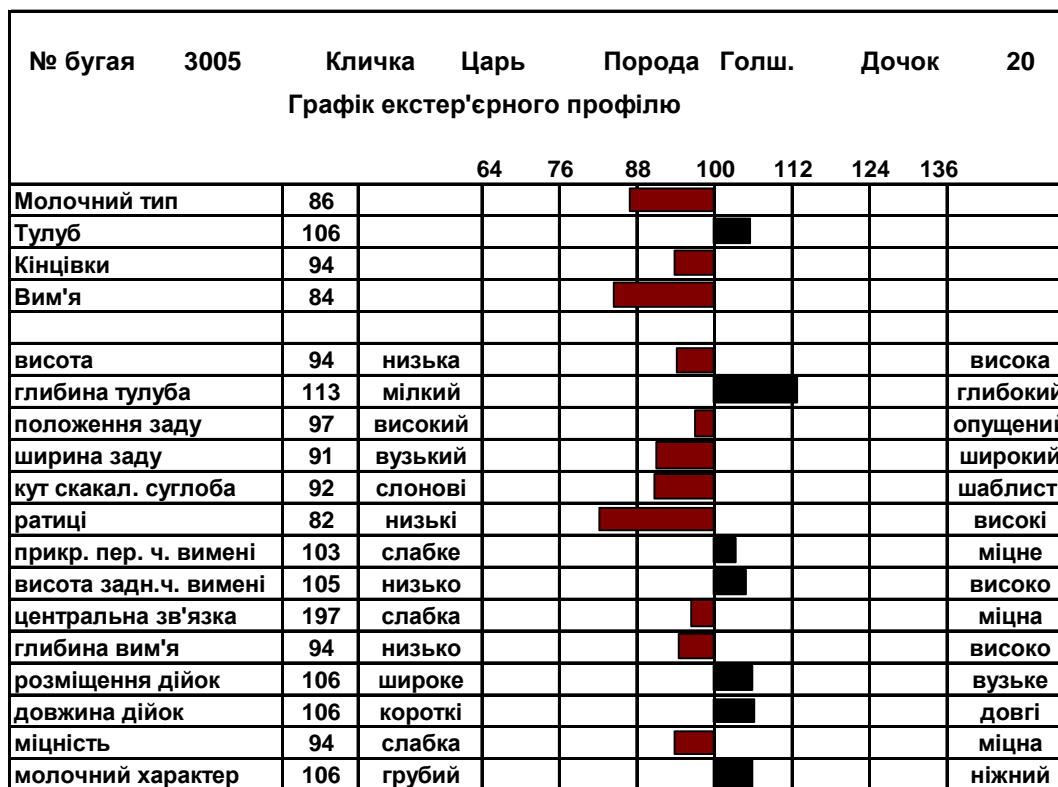 № бугая 3005 Кличка Царь Порода Голш. Дочок 20
Графік екстер'єрного профілю
64 76 88 100 112 124 136
Молочний тип 86
Тулуб 106
Кінцівки 94
Вим'я 84
висота 94 низька висока
глибина тулуба 113 мілкий глибокий
положення заду 97 високий опущений
ширина заду 91 вузький широкий
кут скакал. суглоба 92 слонові шаблист
ратиці 82 низькі високі
прикр. пер. ч. вимені 103 слабке міцне
висота задн.ч. вимені 105 низько високо
центральна зв'язка 197 слабка міцна
глибина вим'я 94 низько високо
розміщення дійок 106 широке вузьке
довжина дійок 106 короткі довгі
міцність 94 слабка міцна
молочний характер 106 грубий ніжний